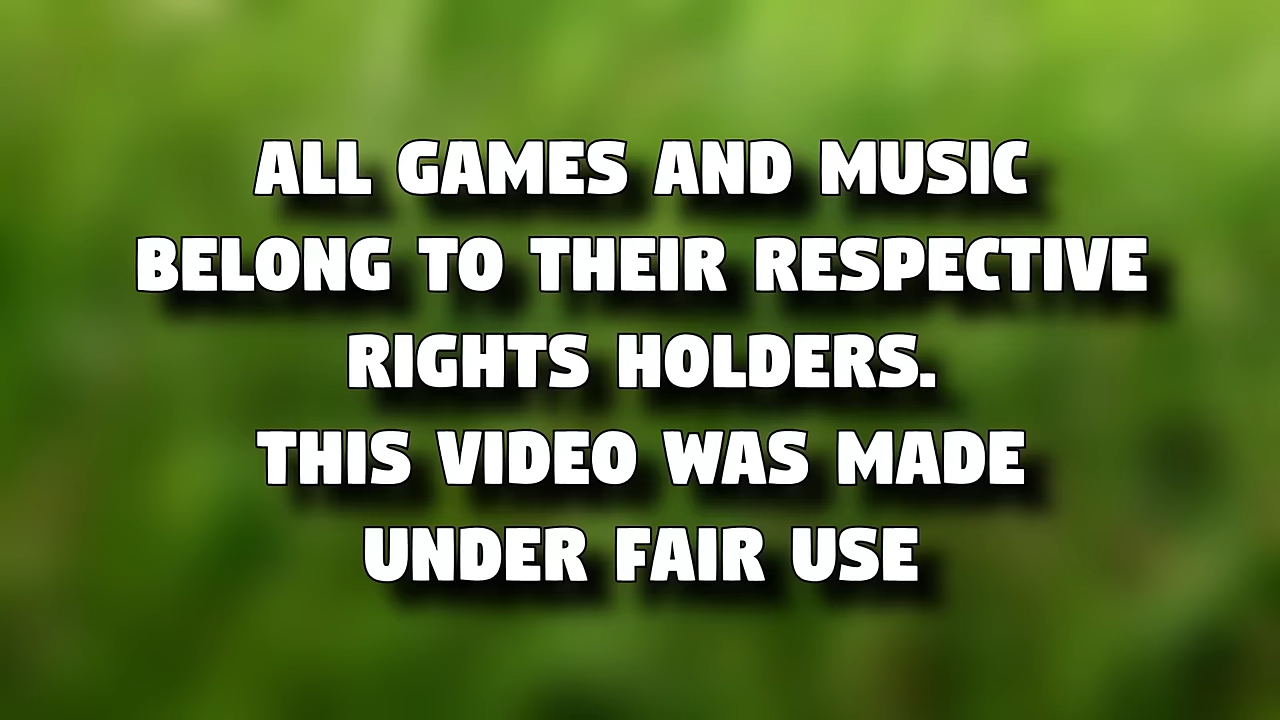 ALL GAMES AND MUSIC
BELONG TO THEIR RESPECTIVE
RIGHTS HOLDERS.
THIS VIDEO WAS MADE
UNDER FAIR USE